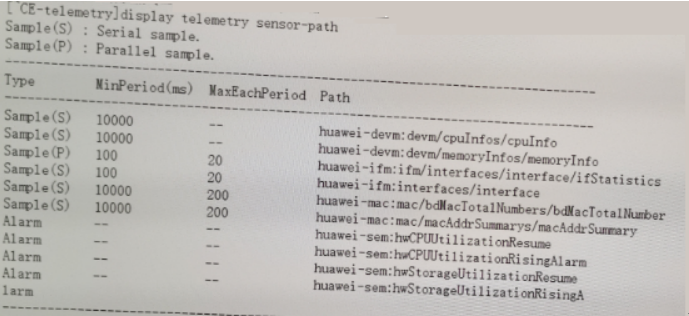 [~CE-telemetry]display telemetry sensor-path
Sample(S) : Serial sample.
Sample(P) : Parallel sample.
Type MinPeriod(ms) MaxEachPeriod Path
Sample(S) 10000 -- huawei-devm:devm/cpuInfos/cpuInfo
Sample(S) 10000 -- huawei-devm:devm/memoryInfos/memoryInfo
Sample(P) 100 20 huawei-ifm:ifm/interfaces/interface/ifStatistics
Sample(S) 100 20 huawei-ifm:interfaces/interface
Sample(S) 10000 200 huawei-mac:mac/bdMacTotalNumbers/bdMacTotalNumber
Sample(S) 10000 200 huawei-mac:mac/macAddrSummarys/macAddrSummary
Alarm -- -- huawei-sem:hwCPUUtilizationResume
Alarm -- -- huawei-sem:hwCPUUtilizationRisingAlarm
Alarm -- -- huawei-sem:hwStorageUtilizationResume
Alarm -- -- huawei-sem:hwStorageUtilizationRisingA
larm